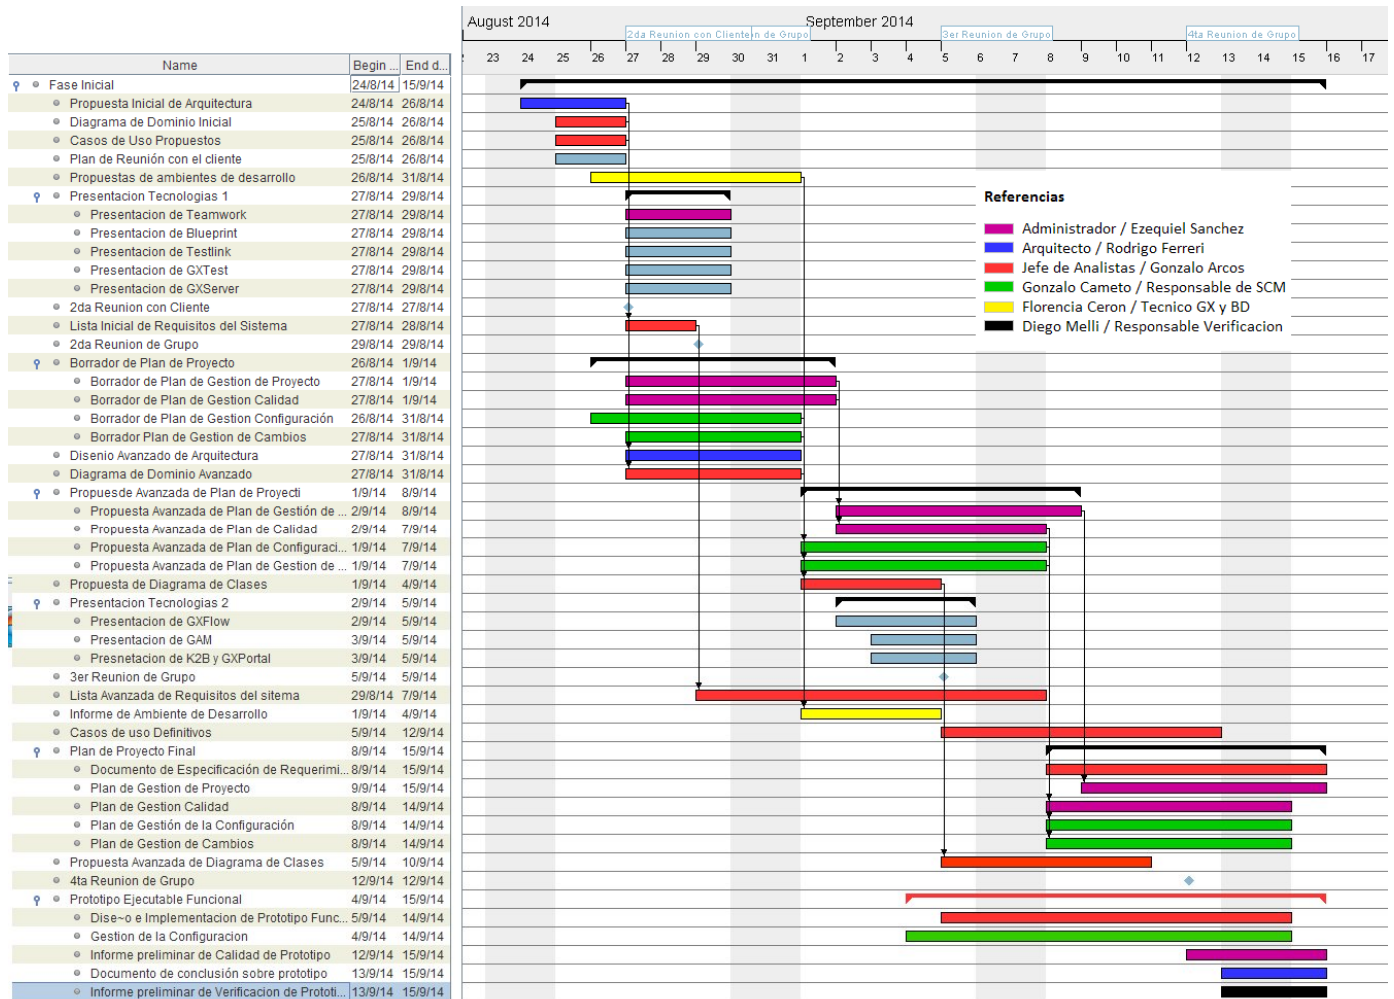 August 2014
September 2014
2da Reunion con Cliente
n de Grupo
3er Reunion de Grupo
4ta Reunion de Grupo
23 24 25 26 27 28 29 30 31 1 2 3 4 5 6 7 8 9 10 11 12 13 14 15 16 17
Name Begin ... End d...
Fase Inicial 24/8/14 15/9/14
Propuesta Inicial de Arquitectura 24/8/14 26/8/14
Diagrama de Dominio Inicial 25/8/14 26/8/14
Casos de Uso Propuestos 25/8/14 26/8/14
Plan de Reunión con el cliente 25/8/14 26/8/14
Propuestas de ambientes de desarrollo 26/8/14 31/8/14
Presentacion Tecnologias 1 27/8/14 29/8/14
Presentacion de Teamwork 27/8/14 29/8/14
Presentacion de Blueprint 27/8/14 29/8/14
Presentacion de Testlink 27/8/14 29/8/14
Presentacion de GXTest 27/8/14 29/8/14
Presentacion de GXServer 27/8/14 29/8/14
2da Reunion con Cliente 27/8/14 27/8/14
Lista Inicial de Requisitos del Sistema 27/8/14 28/8/14
2da Reunion de Grupo 29/8/14 29/8/14
Borrador de Plan de Proyecto 26/8/14 1/9/14
Borrador de Plan de Gestion de Proyecto 27/8/14 1/9/14
Borrador de Plan de Gestion Calidad 27/8/14 1/9/14
Borrador de Plan de Gestion Configuración 26/8/14 31/8/14
Borrador Plan de Gestion de Cambios 27/8/14 31/8/14
Disenio Avanzado de Arquitectura 27/8/14 31/8/14
Diagrama de Dominio Avanzado 27/8/14 31/8/14
Propuesde Avanzada de Plan de Proyecti 1/9/14 8/9/14
Propuesta Avanzada de Plan de Gestión de ... 2/9/14 8/9/14
Propuesta Avanzada de Plan de Calidad 2/9/14 7/9/14
Propuesta Avanzada de Plan de Configuraci... 1/9/14 7/9/14
Propuesta Avanzada de Plan de Gestion de ... 1/9/14 7/9/14
Propuesta de Diagrama de Clases 1/9/14 4/9/14
Presentacion Tecnologias 2 2/9/14 5/9/14
Presentacion de GXFlow 2/9/14 5/9/14
Presentacion de GAM 3/9/14 5/9/14
Presnetacion de K2B y GXPortal 3/9/14 5/9/14
3er Reunion de Grupo 5/9/14 5/9/14
Lista Avanzada de Requisitos del sitema 29/8/14 7/9/14
Informe de Ambiente de Desarrollo 1/9/14 4/9/14
Casos de uso Definitivos 5/9/14 12/9/14
Plan de Proyecto Final 8/9/14 15/9/14
Documento de Especificación de Requerimi... 8/9/14 15/9/14
Plan de Gestion de Proyecto 9/9/14 15/9/14
Plan de Gestion Calidad 8/9/14 14/9/14
Plan de Gestión de la Configuración 8/9/14 14/9/14
Plan de Gestion de Cambios 8/9/14 14/9/14
Propuesta Avanzada de Diagrama de Clases 5/9/14 10/9/14
4ta Reunion de Grupo 12/9/14 12/9/14
Prototipo Ejecutable Funcional 4/9/14 15/9/14
Dise~o e Implementacion de Prototipo Func... 5/9/14 14/9/14
Gestion de la Configuracion 4/9/14 14/9/14
Informe preliminar de Calidad de Prototipo 12/9/14 15/9/14
Documento de conclusión sobre prototipo 13/9/14 15/9/14
Informe preliminar de Verificacion de Prototi... 13/9/14 15/9/14
Referencias
Administrador / Ezequiel Sanchez
Arquitecto / Rodrigo Ferreri
Jefe de Analistas / Gonzalo Arcos
Gonzalo Cameto / Responsable de SCM
Florencia Ceron / Tecnico GX y BD
Diego Melli / Responsable Verificacion